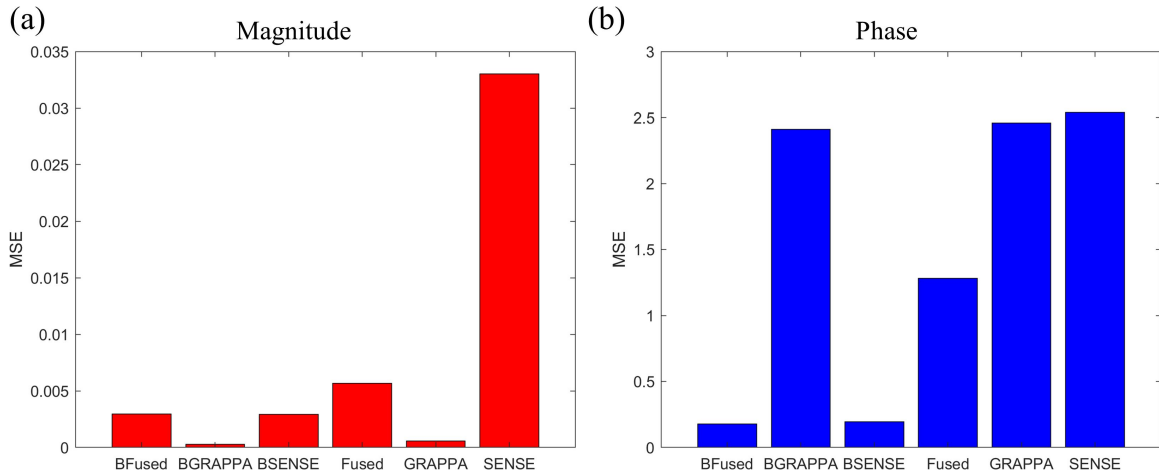 (a)
Magnitude
0.035
0.03
0.025
0.02
0.015
0.01
0.005
0
MSE
BFused BGRAPPA BSENSE Fused GRAPPA SENSE
(b)
Phase
3
2.5
2
1.5
1
0.5
0
MSE
BFused BGRAPPA BSENSE Fused GRAPPA SENSE